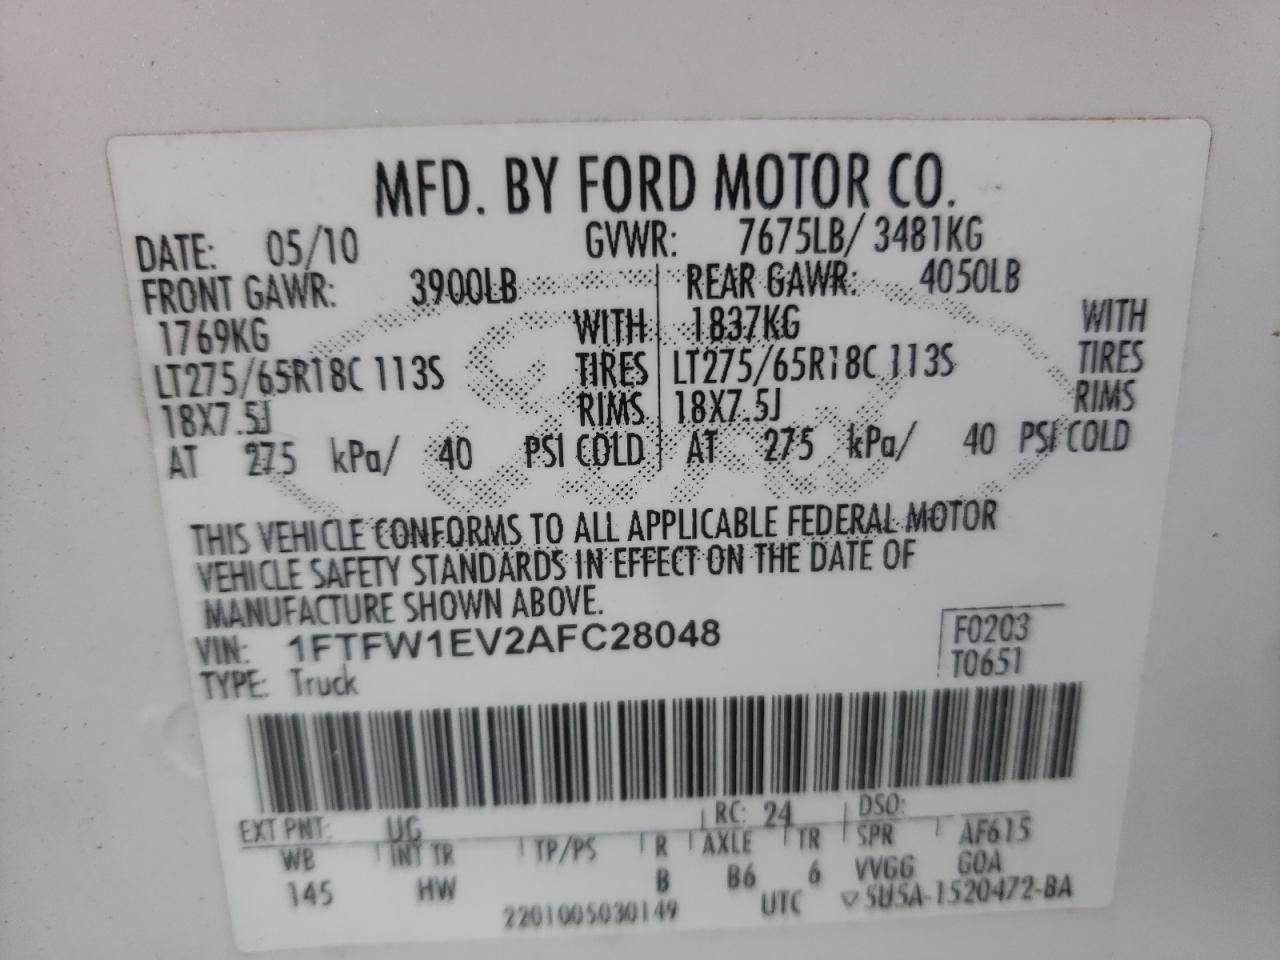 MFD. BY FORD MOTOR CO.
DATE: 05/10 GVWR: 7675LB/ 3481KG
FRONT GAWR: 3900LB REAR GAWR: 4050LB
1769KG WITH 1837KG WITH
LT275/65R18C 113S TIRES LT275/65R18C 113S TIRES
18X7.5J RIMS 18X7.5J RIMS
AT 275 kPa/ 40 PSI COLD AT 275 kPa/ 40 PSI COLD
THIS VEHICLE CONFORMS TO ALL APPLICABLE FEDERAL MOTOR
VEHICLE SAFETY STANDARDS IN EFFECT ON THE DATE OF
MANUFACTURE SHOWN ABOVE.
VIN: 1FTFW1EV2AFC28048 F0203
TYPE: Truck T0651
EXT PNT: UG RC: 24 DSO:
WB INT TR TP/PS R AXLE TR SPR AF615
145 HW B B6 6 VVGG GOA
2201005030149 UTC ▽5U5A-1520472-BA